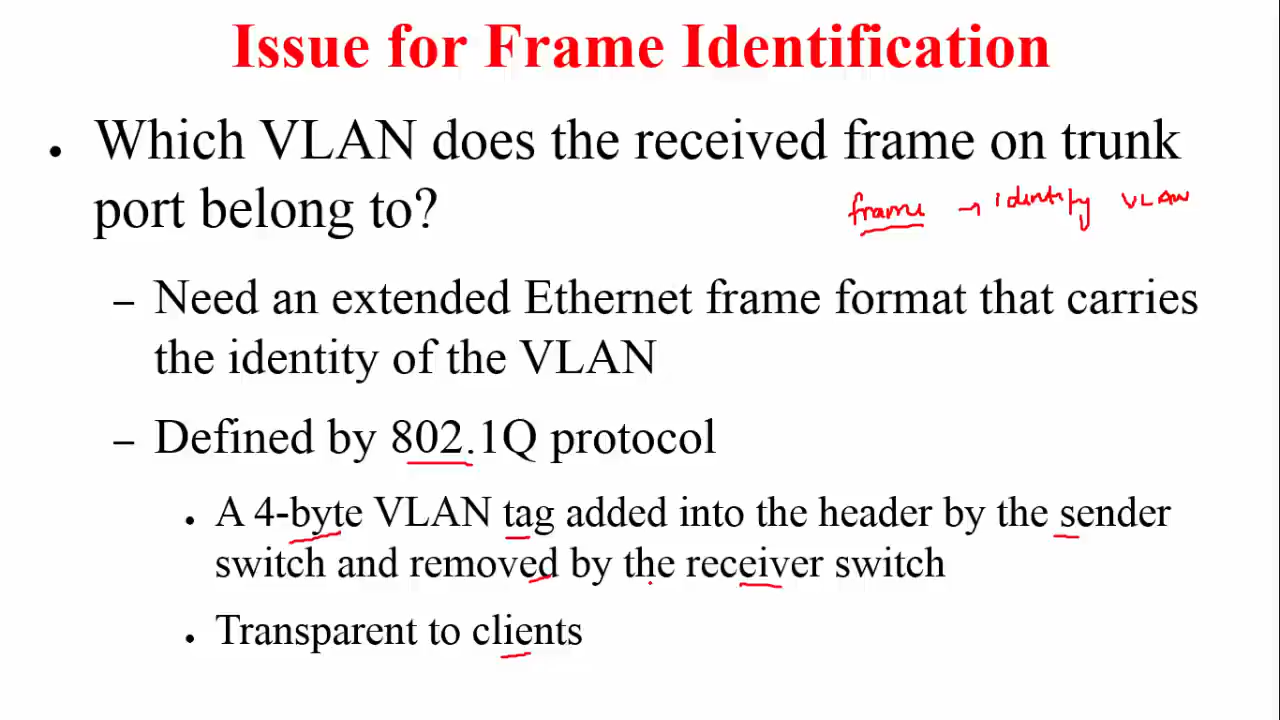 Issue for Frame Identification
• Which VLAN does the received frame on trunk
port belong to?
frame → identify VLAN
– Need an extended Ethernet frame format that carries
the identity of the VLAN
– Defined by 802.1Q protocol
• A 4-byte VLAN tag added into the header by the sender
switch and removed by the receiver switch
• Transparent to clients